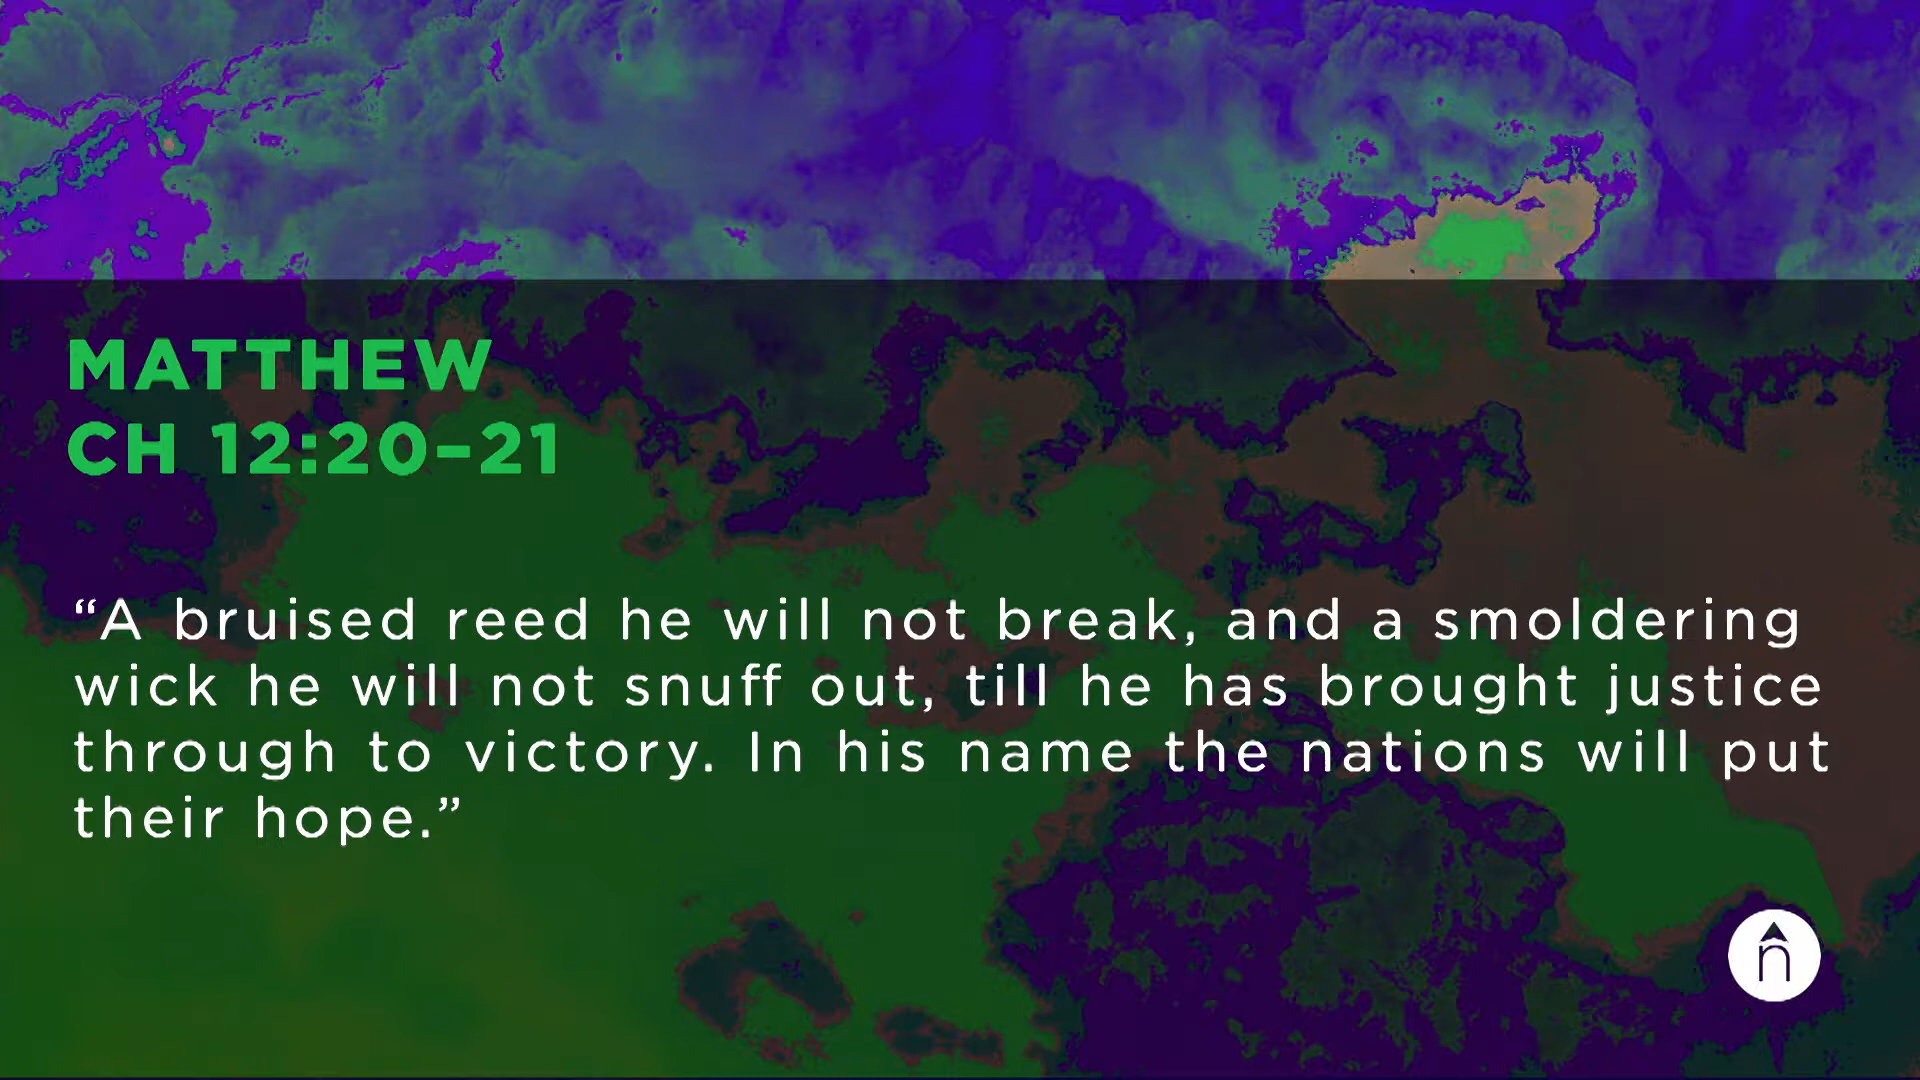 MATTHEW
CH 12:20–21
“A bruised reed he will not break, and a smoldering
wick he will not snuff out, till he has brought justice
through to victory. In his name the nations will put
their hope.”
n